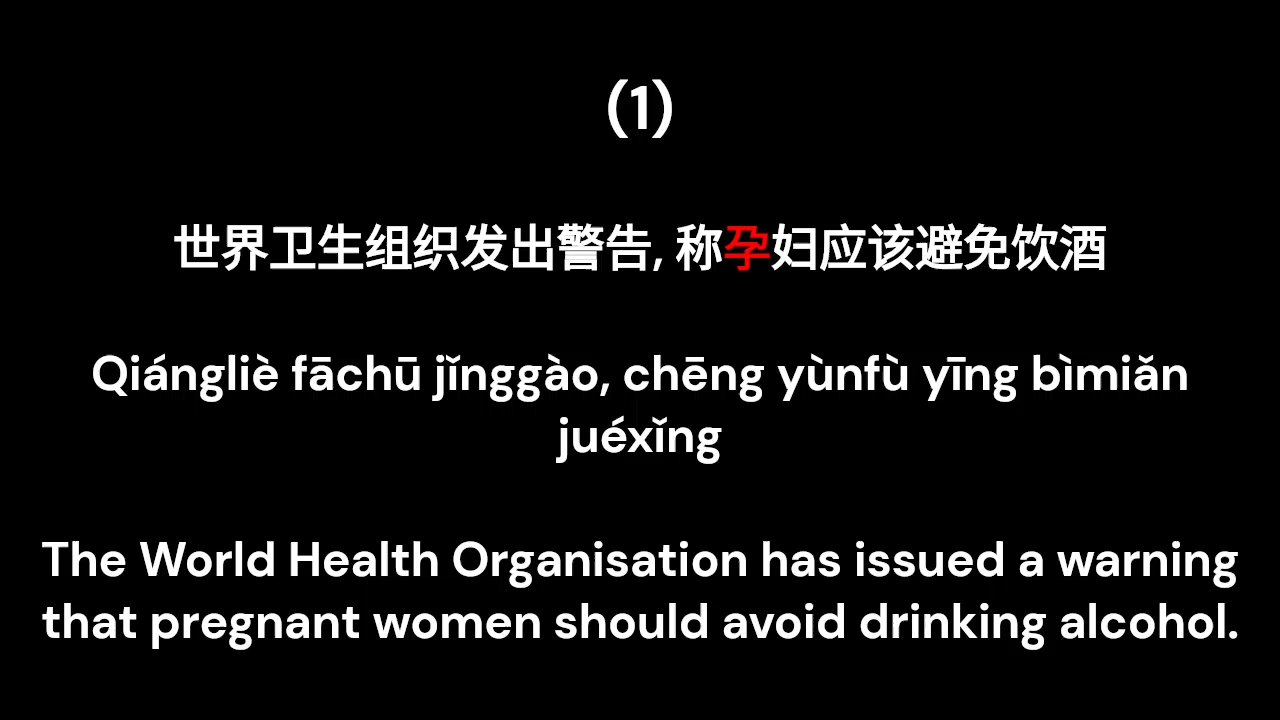 (1)
世界卫生组织发出警告, 称孕妇应该避免饮酒
Qiángliè fāchū jǐnggào, chēng yùnfù yīng bìmiǎn
juéxǐng
The World Health Organisation has issued a warning
that pregnant women should avoid drinking alcohol.